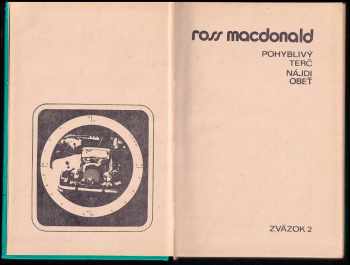 ross macdonald
POHYBLIVÝ
TERČ
NÁJDI
OBEŤ
ZVÄZOK 2